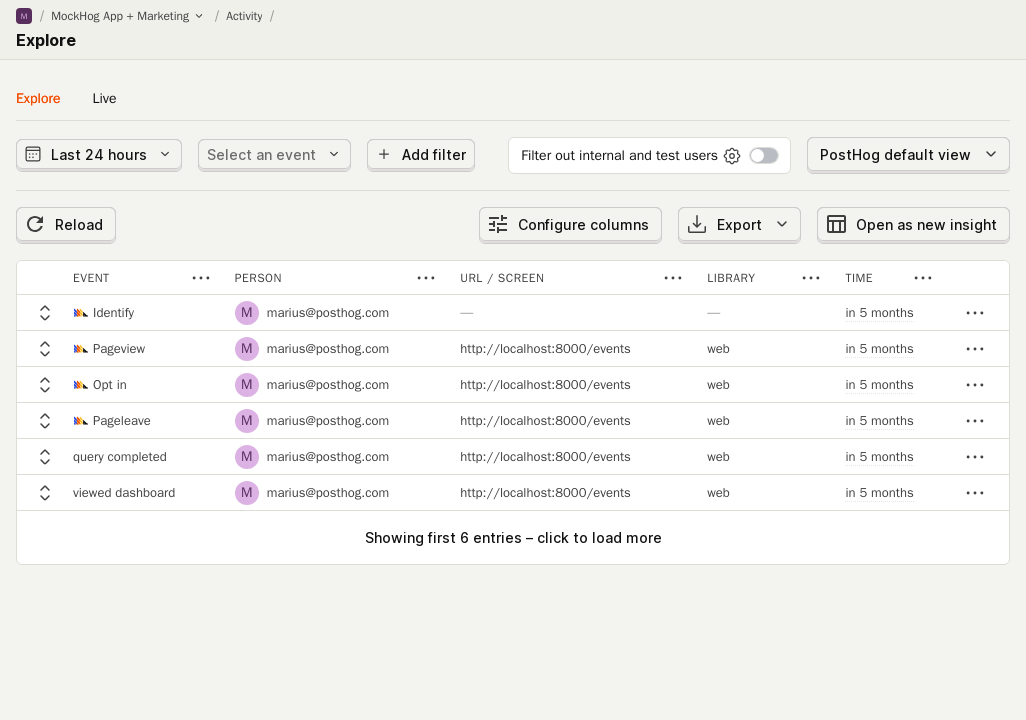 M / MockHog App + Marketing / Activity /
Explore
Explore Live
Last 24 hours Select an event Add filter Filter out internal and test users PostHog default view
Reload Configure columns Export Open as new insight
EVENT PERSON URL / SCREEN LIBRARY TIME
Identify M marius@posthog.com — — in 5 months
Pageview M marius@posthog.com http://localhost:8000/events web in 5 months
Opt in M marius@posthog.com http://localhost:8000/events web in 5 months
Pageleave M marius@posthog.com http://localhost:8000/events web in 5 months
query completed M marius@posthog.com http://localhost:8000/events web in 5 months
viewed dashboard M marius@posthog.com http://localhost:8000/events web in 5 months
Showing first 6 entries – click to load more